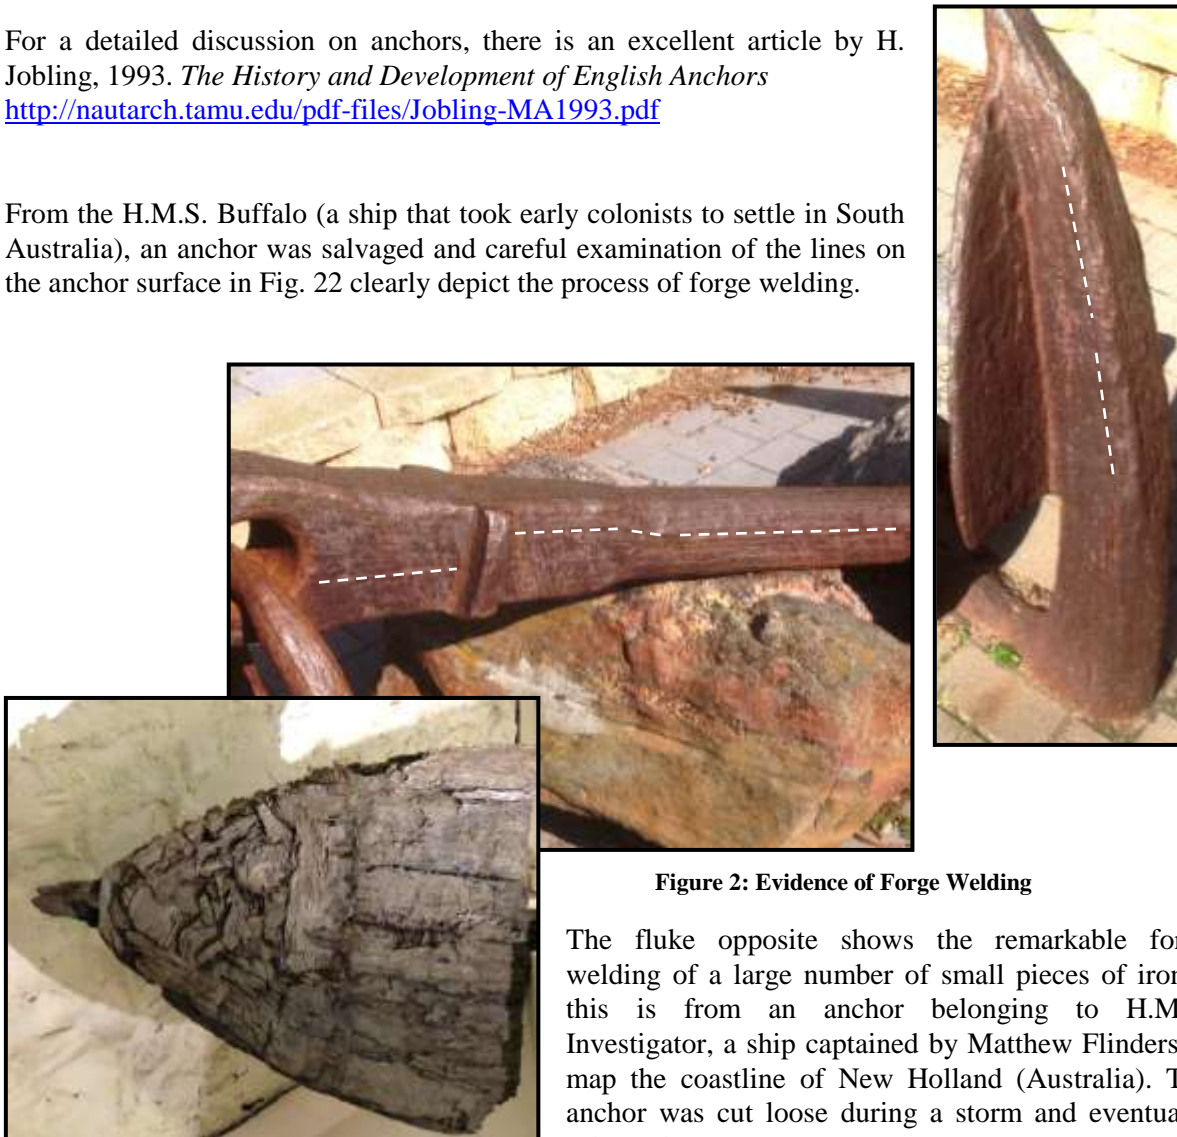 For a detailed discussion on anchors, there is an excellent article by H.
Jobling, 1993. The History and Development of English Anchors
http://nautarch.tamu.edu/pdf-files/Jobling-MA1993.pdf
From the H.M.S. Buffalo (a ship that took early colonists to settle in South
Australia), an anchor was salvaged and careful examination of the lines on
the anchor surface in Fig. 22 clearly depict the process of forge welding.
Figure 2: Evidence of Forge Welding
The fluke opposite shows the remarkable
welding of a large number of small pieces of iron
this is from an anchor belonging to
Investigator, a ship captained by Matthew Flinders
map the coastline of New Holland (Australia).
anchor was cut loose during a storm and